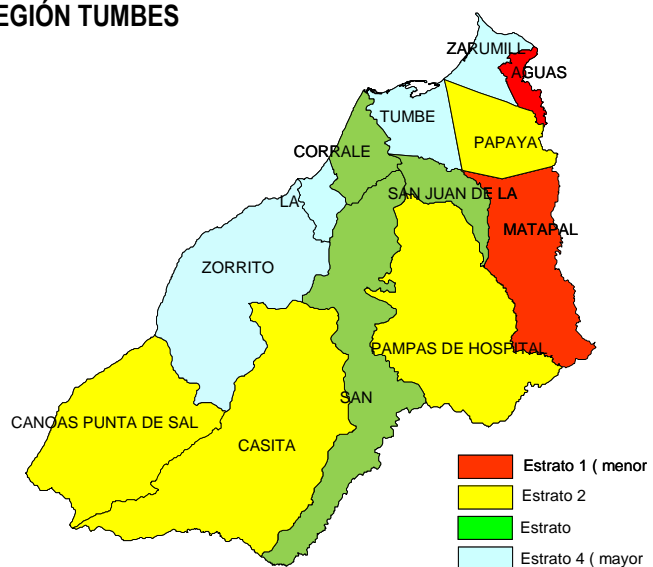 EGIÓN TUMBES
ZARUMILL
AGUAS
TUMBE
PAPAYA
CORRALE
SAN JUAN DE LA
LA
MATAPAL
ZORRITO
PAMPAS DE HOSPITAL
SAN
CANOAS PUNTA DE SAL
CASITA
Estrato 1 ( menor
Estrato 2
Estrato
Estrato 4 ( mayor